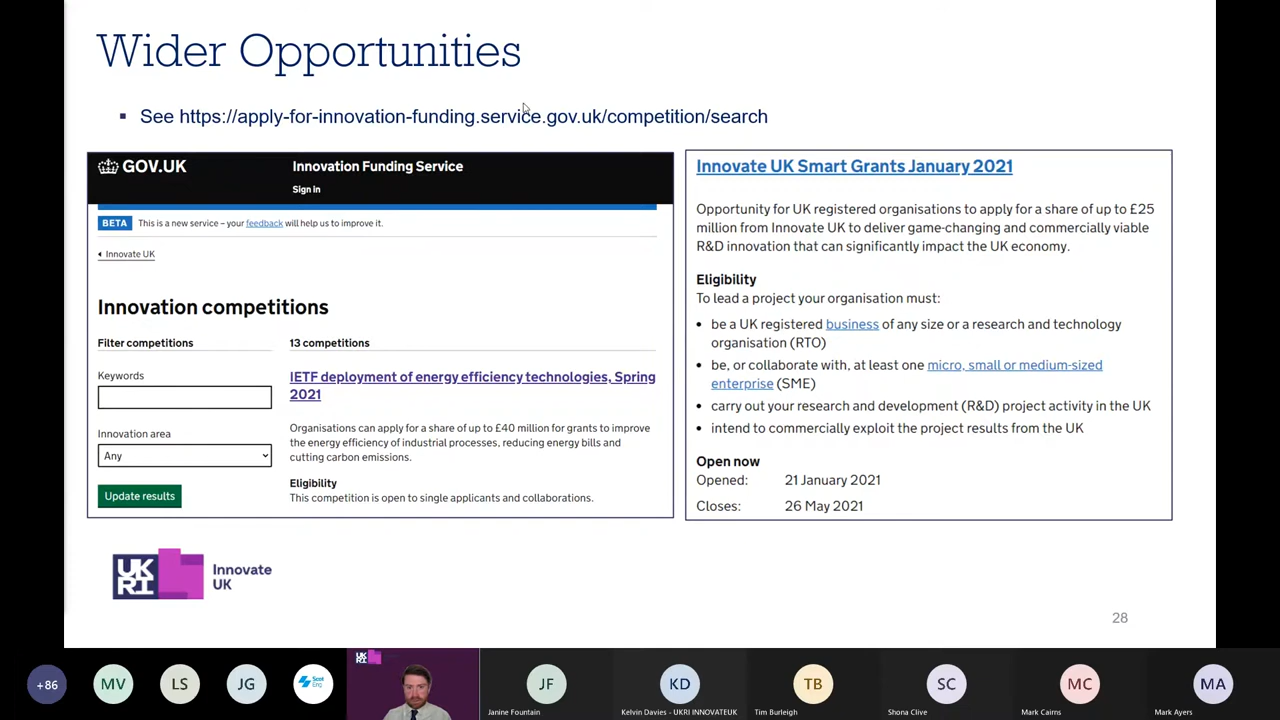 Wider Opportunities
▪ See https://apply-for-innovation-funding.service.gov.uk/competition/search
GOV.UK
Innovation Funding Service
Sign in
BETA This is a new service – your feedback will help us to improve it.
Innovate UK
Innovation competitions
Filter competitions
Keywords
Innovation area
Any
Update results
13 competitions
IETF deployment of energy efficiency technologies, Spring
2021
Organisations can apply for a share of up to £40 million for grants to improve
the energy efficiency of industrial processes, reducing energy bills and
cutting carbon emissions.
Eligibility
This competition is open to single applicants and collaborations.
Innovate UK Smart Grants January 2021
Opportunity for UK registered organisations to apply for a share of up to £25
million from Innovate UK to deliver game-changing and commercially viable
R&D innovation that can significantly impact the UK economy.
Eligibility
To lead a project your organisation must:
• be a UK registered business of any size or a research and technology
organisation (RTO)
• be, or collaborate with, at least one micro, small or medium-sized
enterprise (SME)
• carry out your research and development (R&D) project activity in the UK
• intend to commercially exploit the project results from the UK
Open now
Opened: 21 January 2021
Closes: 26 May 2021
UK
RI
Innovate
UK
28
+86
MV
LS
JG
Scot
Eng
UK
RI
JF
Janine Fountain
KD
Kelvin Davies - UKRI INNOVATEUK
TB
Tim Burleigh
SC
Shona Clive
MC
Mark Cairns
MA
Mark Ayers